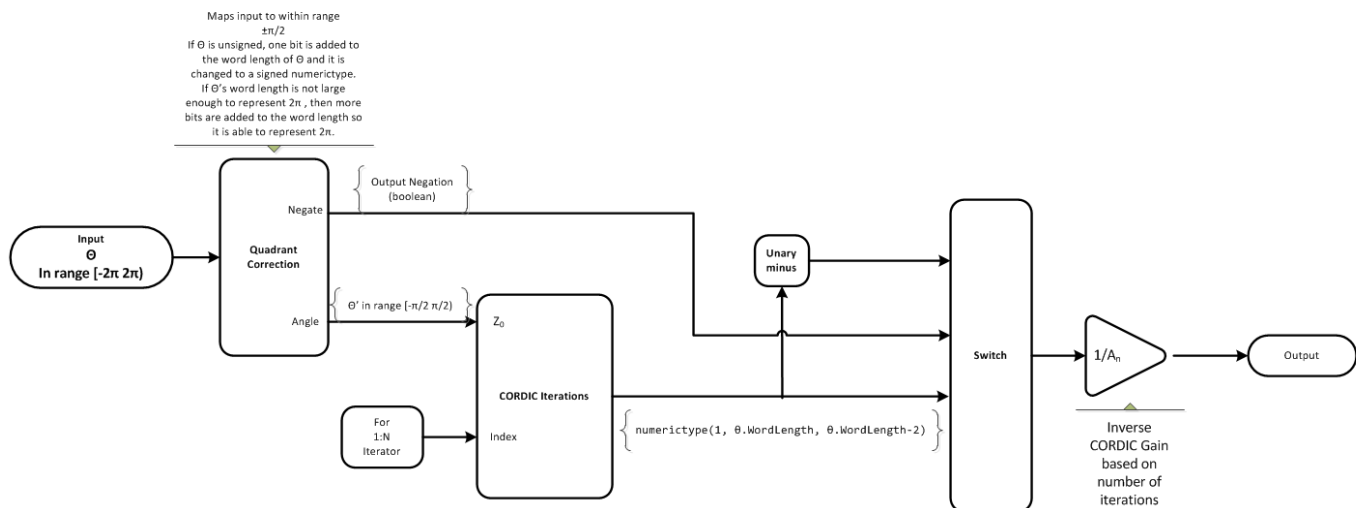 Maps input to within range
±π/2
If Θ is unsigned, one bit is added to
the word length of Θ and it is
changed to a signed numerictype.
If Θ’s word length is not large
enough to represent 2π , then more
bits are added to the word length so
it is able to represent 2π.
Output Negation
(boolean)
Negate
Input
Θ
In range [-2π 2π)
Quadrant
Correction
Angle
Θ’ in range [-π/2 π/2)
Z₀
CORDIC Iterations
Index
For
1:N
Iterator
Unary
minus
numerictype(1, θ.WordLength, θ.WordLength-2)
Switch
1/Aₙ
Output
Inverse
CORDIC Gain
based on
number of
iterations